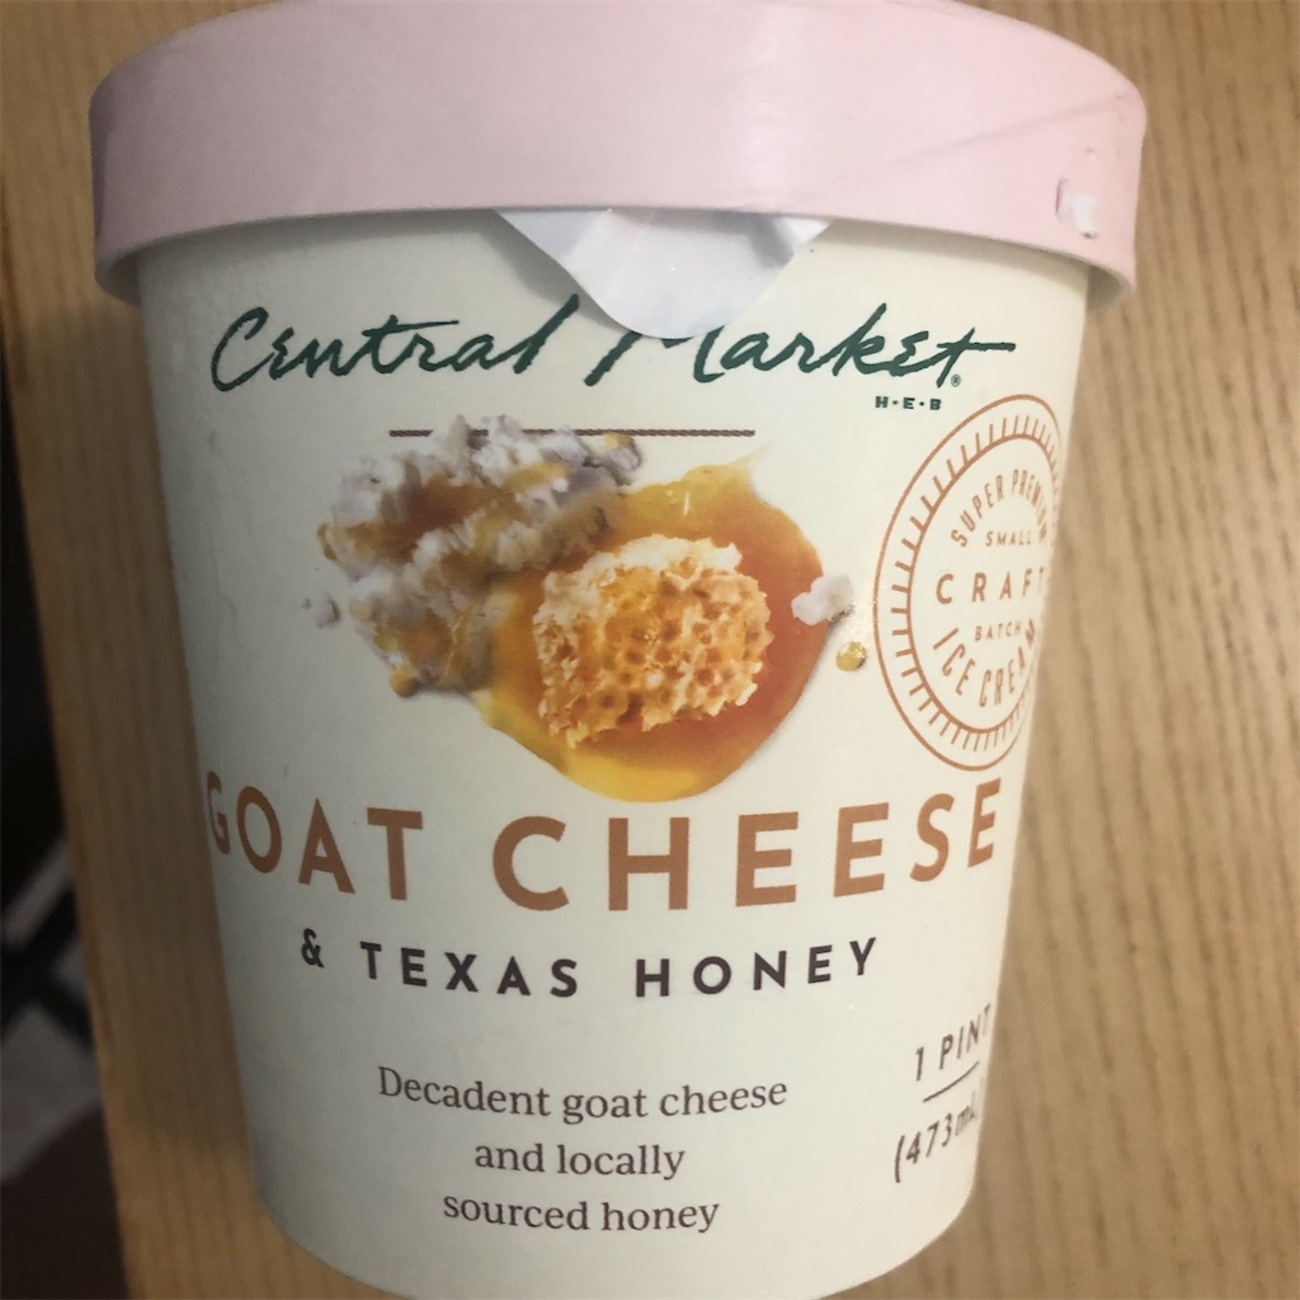 Central Market®
H-E-B
SUPER PREMIUM
SMALL
CRAFT
BATCH
ICE CREAM
GOAT CHEESE
& TEXAS HONEY
Decadent goat cheese
and locally
sourced honey
1 PINT
(473mL